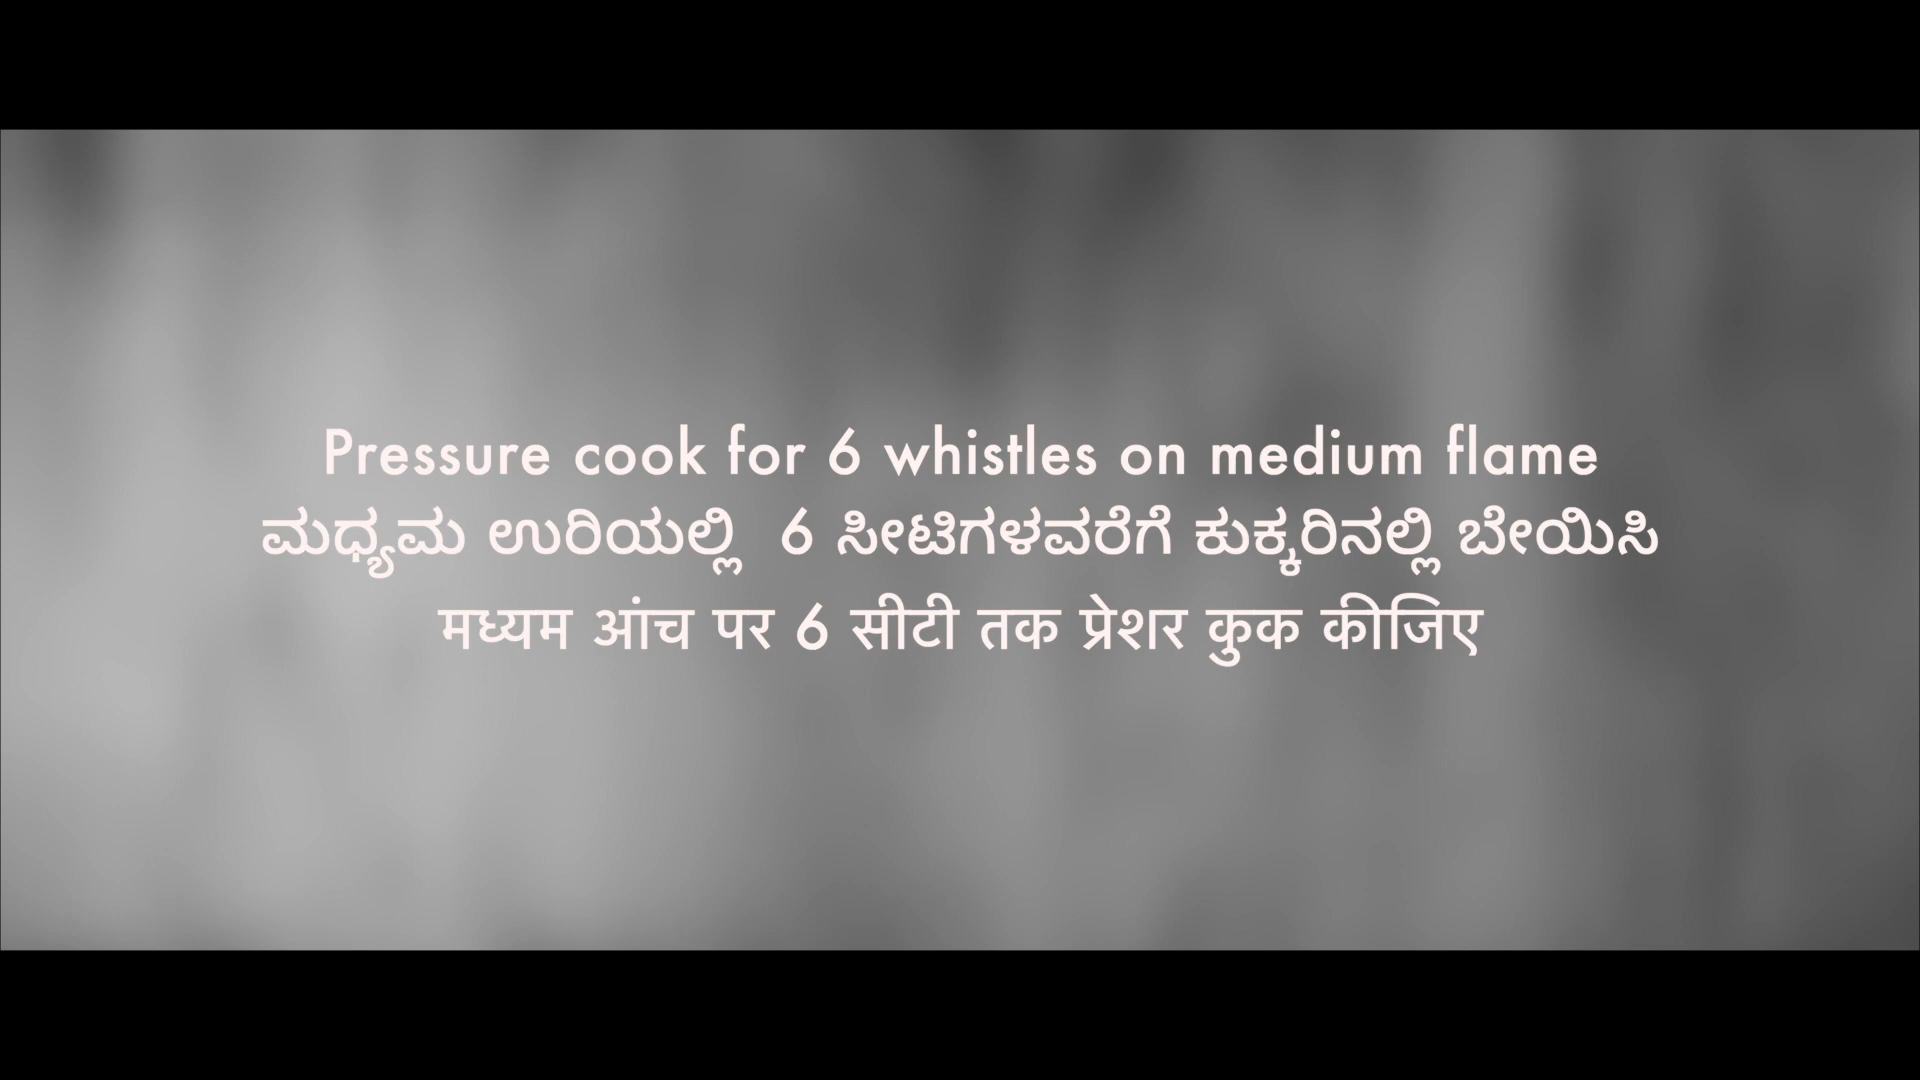 Pressure cook for 6 whistles on medium flame
ಮಧ್ಯಮ ಉರಿಯಲ್ಲಿ 6 ಸೀಟಿಗಳವರೆಗೆ ಕುಕ್ಕರಿನಲ್ಲಿ ಬೇಯಿಸಿ
मध्यम आंच पर 6 सीटी तक प्रेशर कुक कीजिए